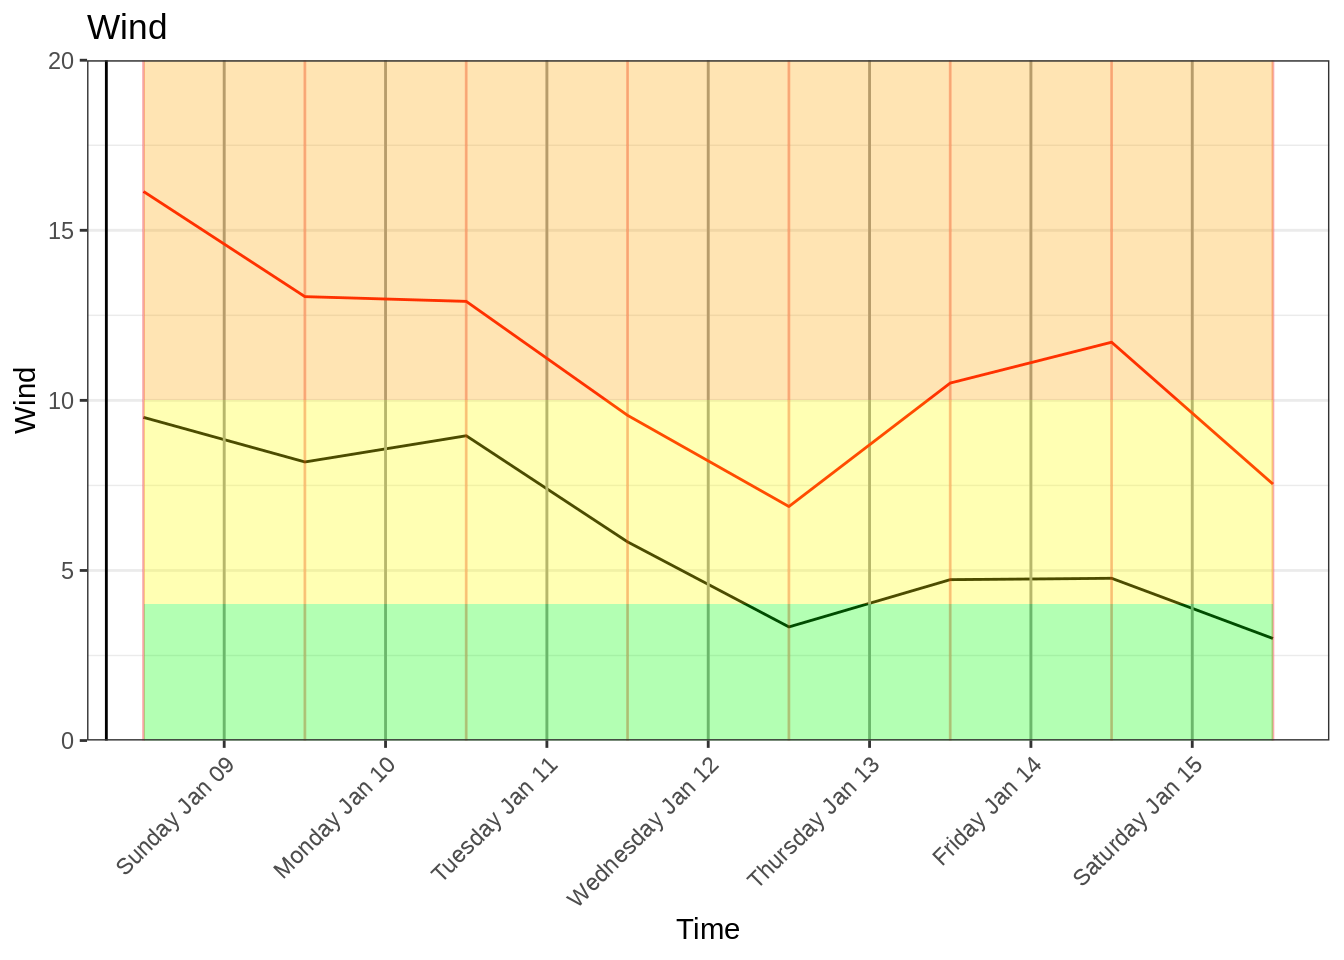 Wind
20
15
10
5
0
Wind
Sunday Jan 09
Monday Jan 10
Tuesday Jan 11
Wednesday Jan 12
Thursday Jan 13
Friday Jan 14
Saturday Jan 15
Time